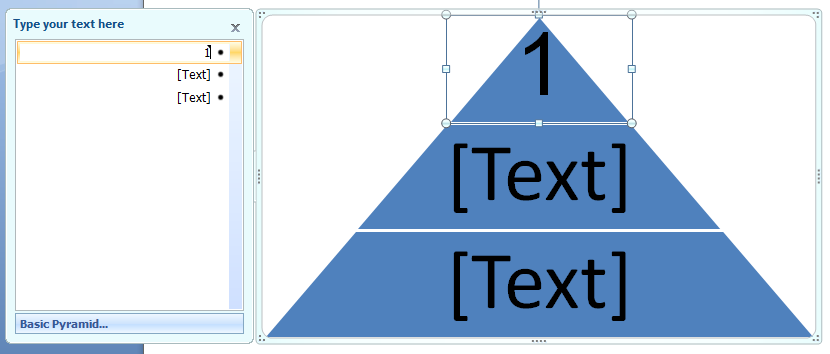 Type your text here
x
1
[Text]
[Text]
Basic Pyramid...
1
[Text]
[Text]